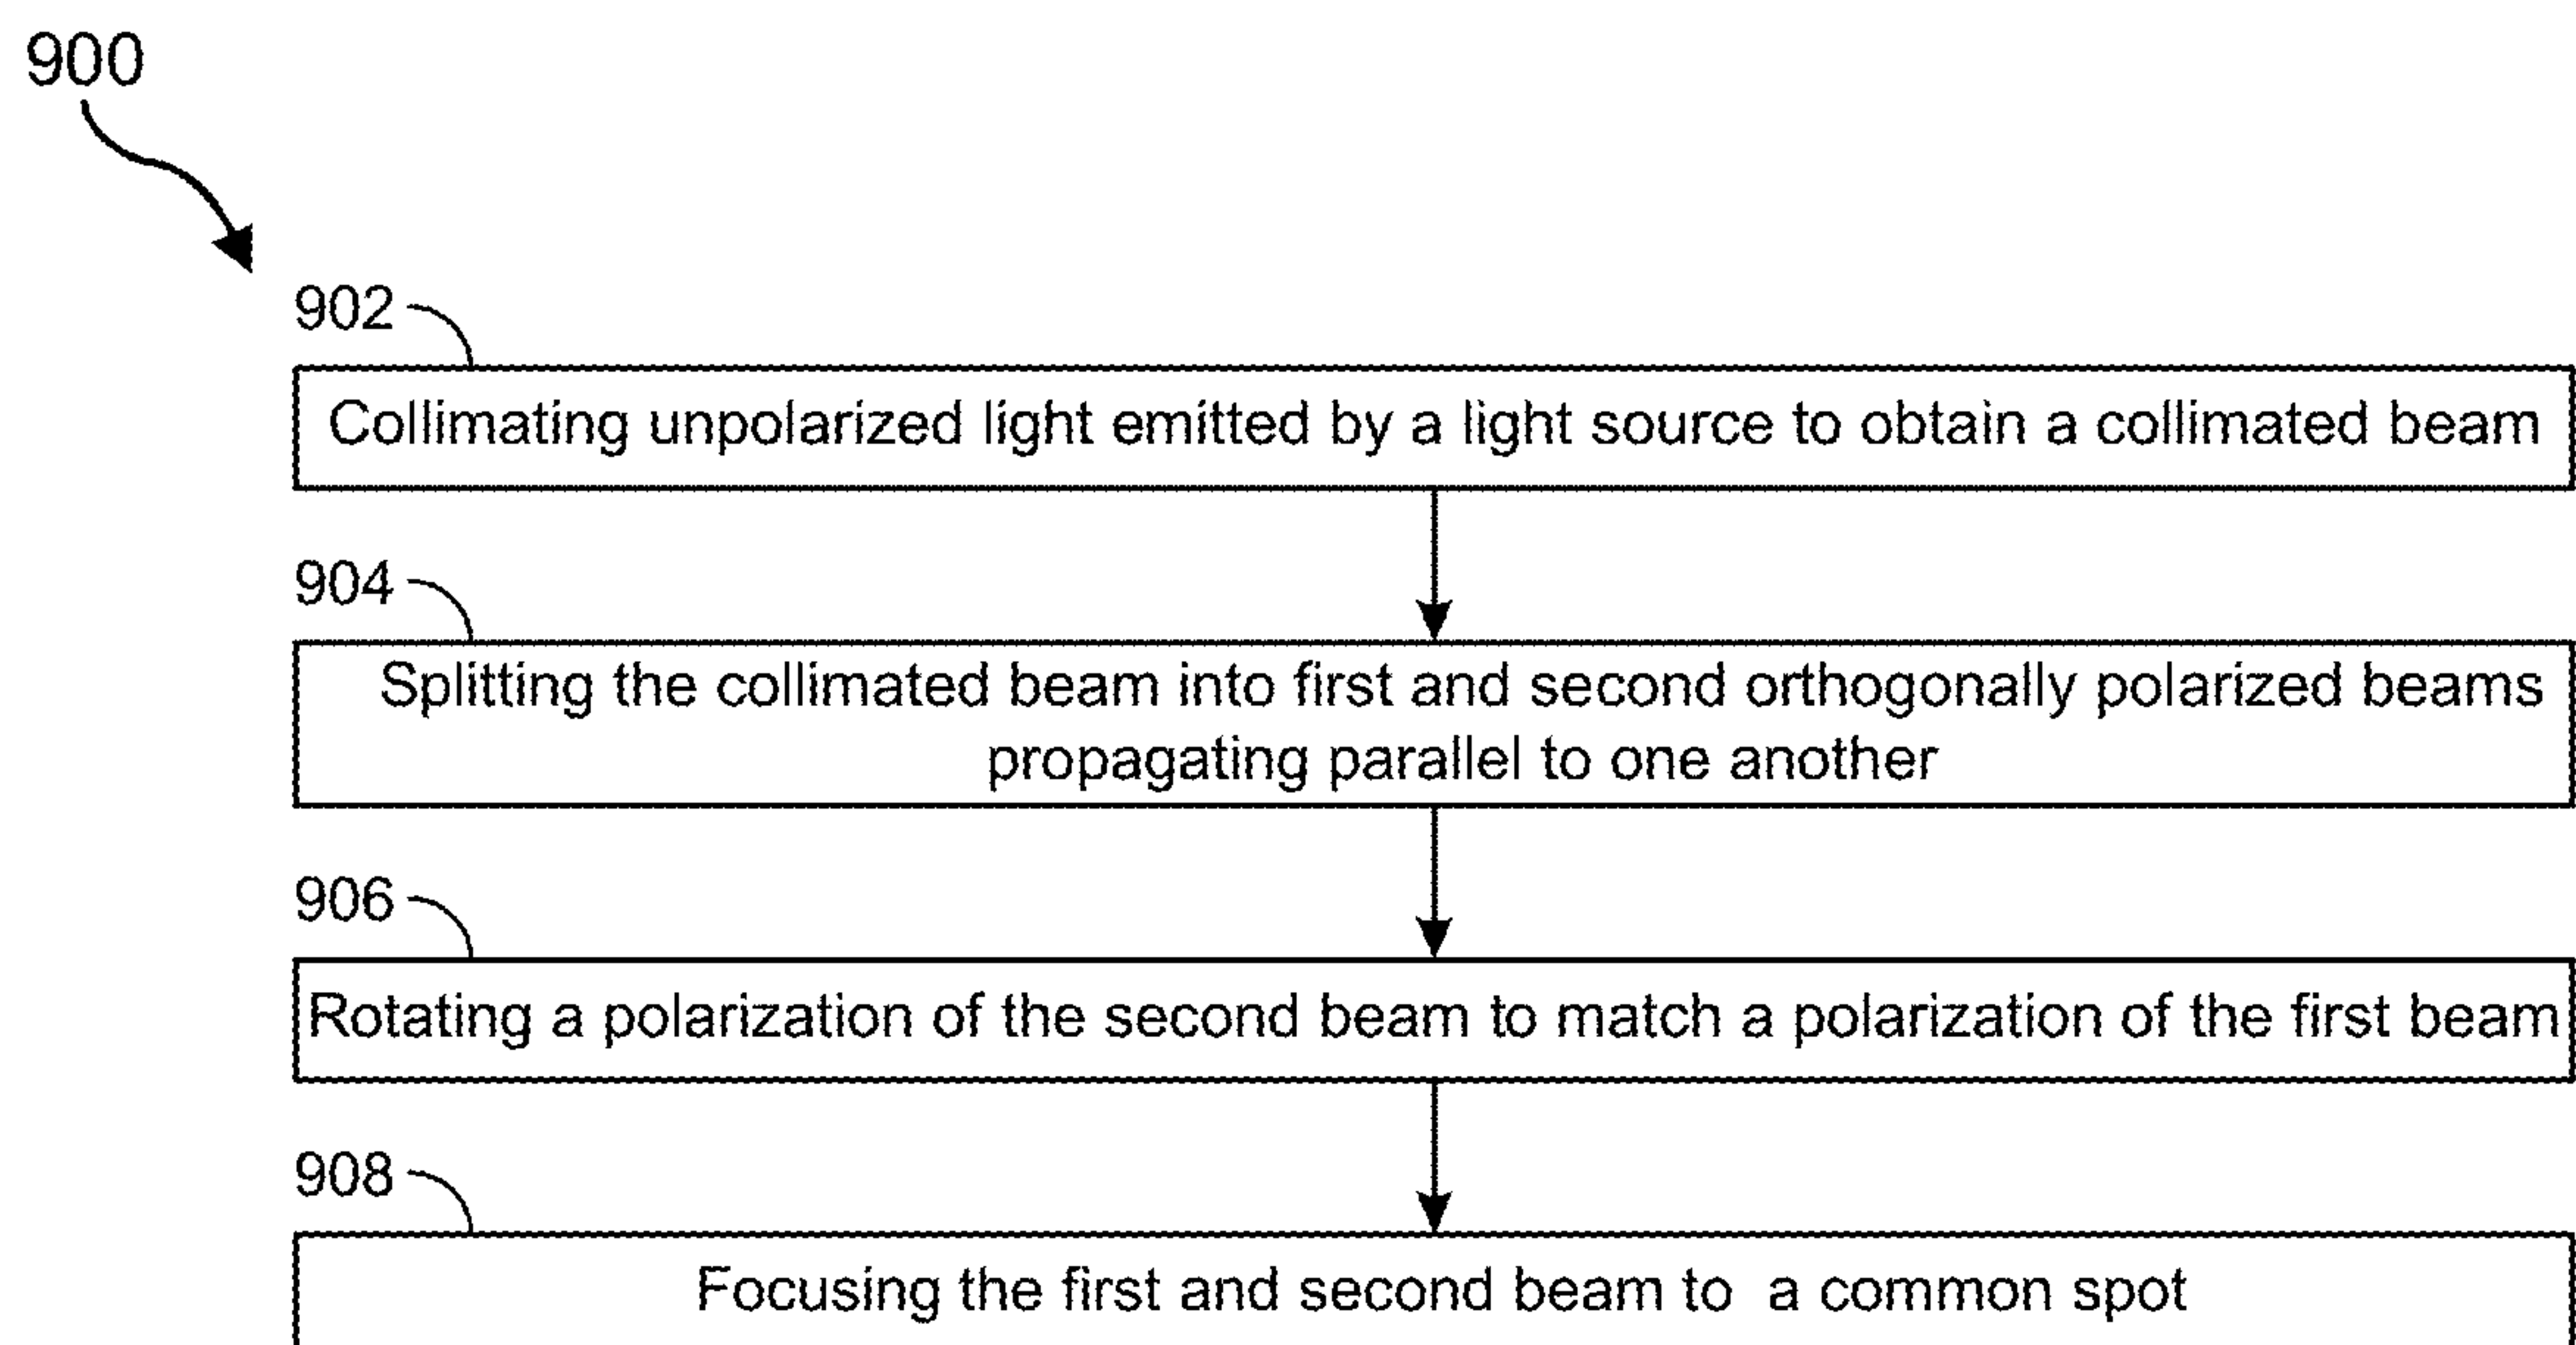 900
902
Collimating unpolarized light emitted by a light source to obtain a collimated beam
904
Splitting the collimated beam into first and second orthogonally polarized beams
propagating parallel to one another
906
Rotating a polarization of the second beam to match a polarization of the first beam
908
Focusing the first and second beam to a common spot